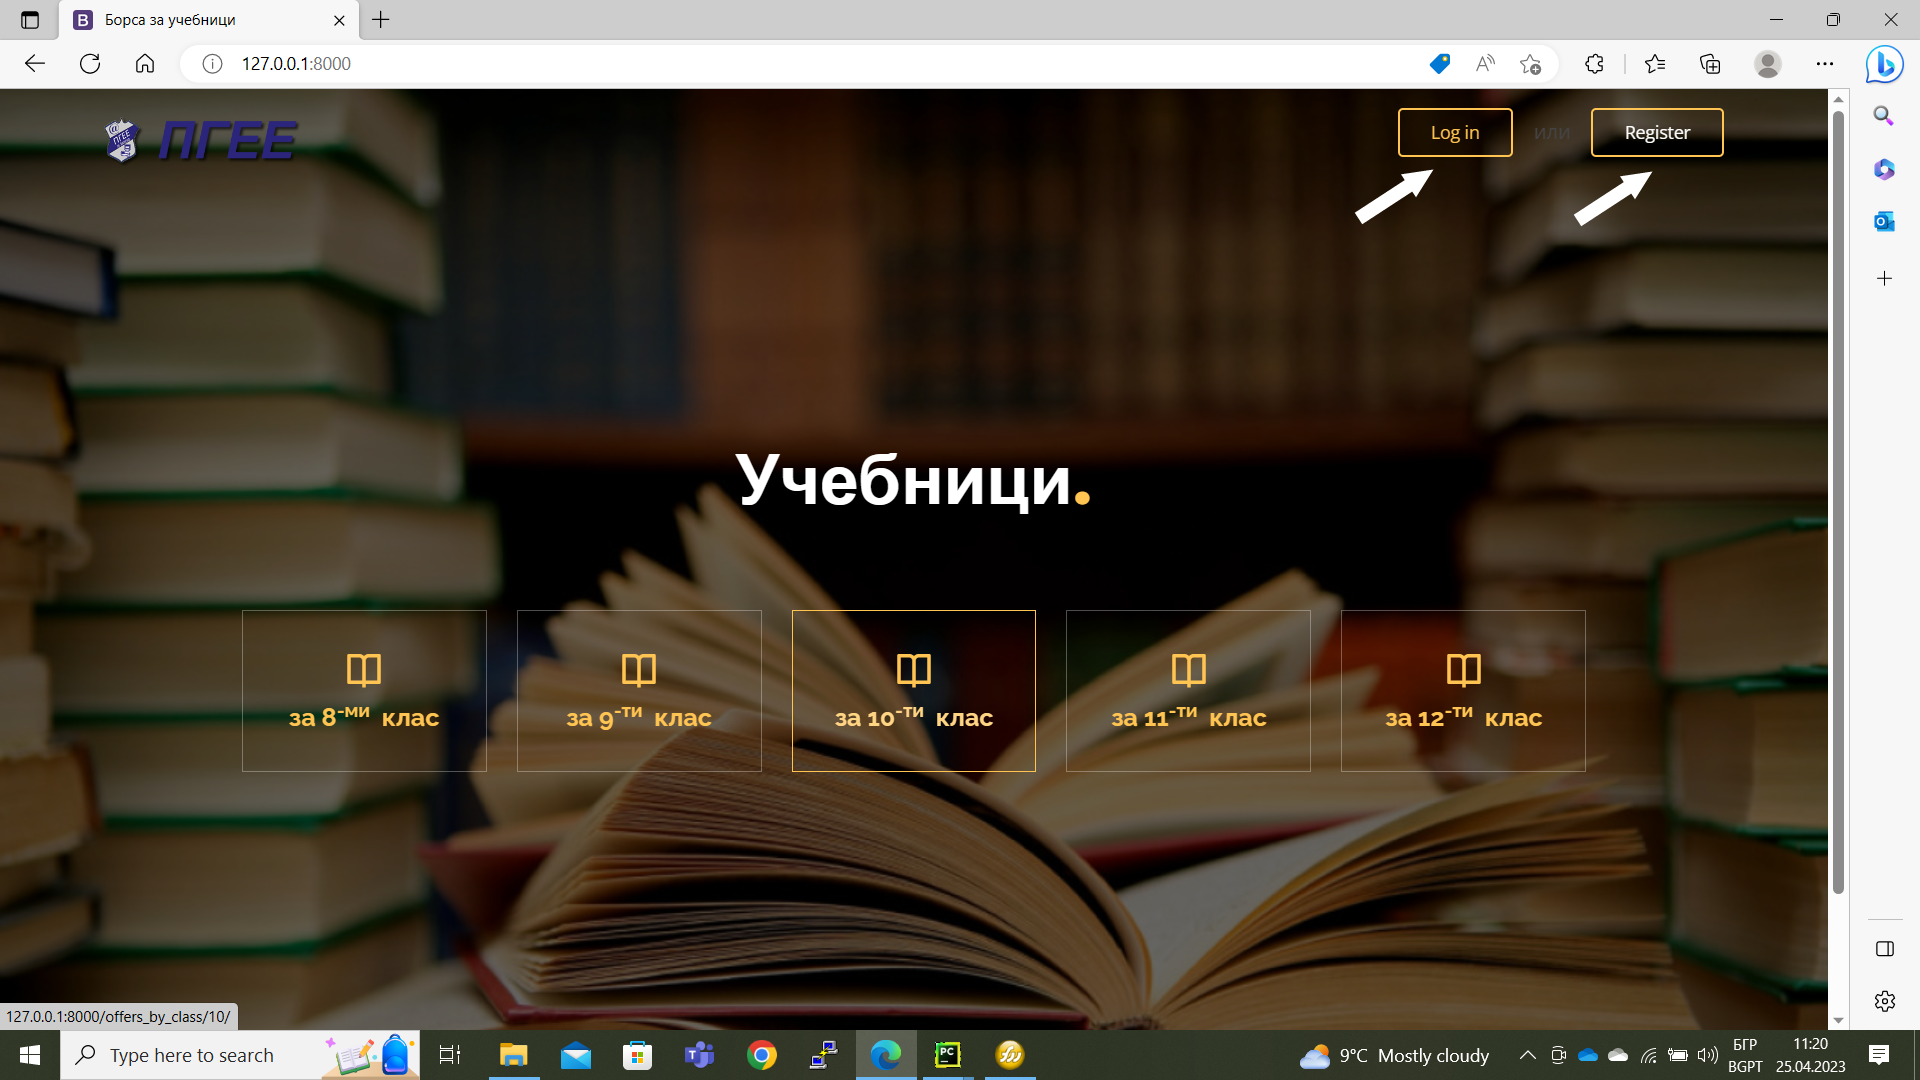 Борса за учебници
127.0.0.1:8000
ПГЕЕ
ПГЕЕ
Log in
или
Register
Учебници.
за 8-ми клас
за 9-ти клас
за 10-ти клас
за 11-ти клас
за 12-ти клас
127.0.0.1:8000/offers_by_class/10/
Type here to search
PC
9°C Mostly cloudy
БГР
BGPT
11:20
25.04.2023